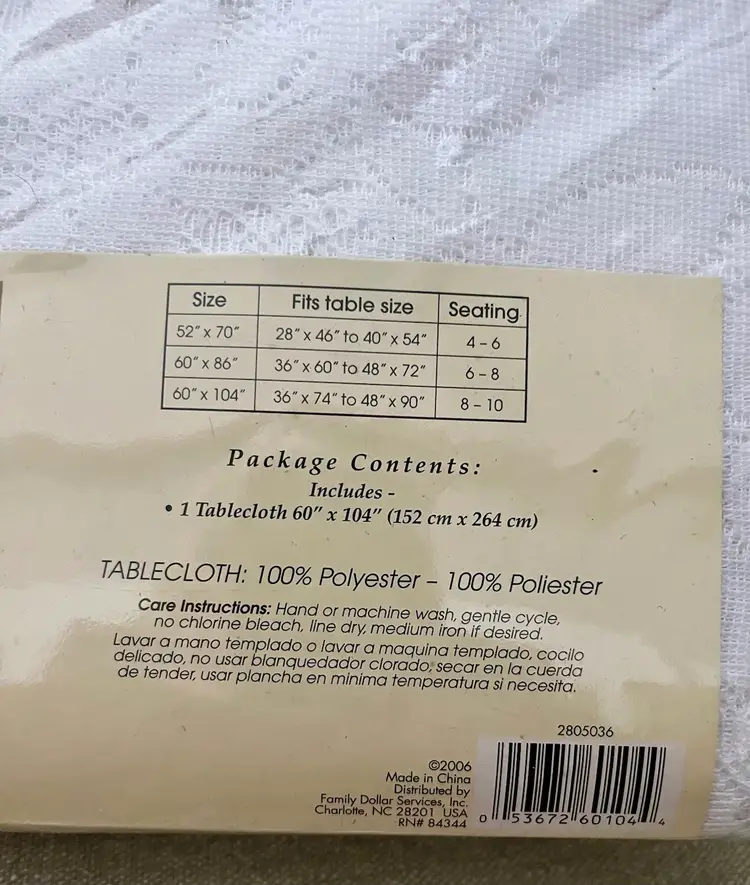 Size Fits table size Seating
52" x 70" 28" x 46" to 40" x 54" 4 – 6
60" x 86" 36" x 60" to 48" x 72" 6 – 8
60" x 104" 36" x 74" to 48" x 90" 8 – 10
Package Contents:
Includes -
• 1 Tablecloth 60" x 104" (152 cm x 264 cm)
TABLECLOTH: 100% Polyester – 100% Poliester
Care Instructions: Hand or machine wash, gentle cycle,
no chlorine bleach, line dry, medium iron if desired.
Lavar a mano templado o lavar a maquina templado, cocilo
delicado, no usar blanquedador clorado, secar en la cuerda
de tender, usar plancha en minima temperatura si necesita.
2805036
©2006
Made in China
Distributed by
Family Dollar Services, Inc.
Charlotte, NC 28201 USA
RN# 84344
0 53672 60104 4